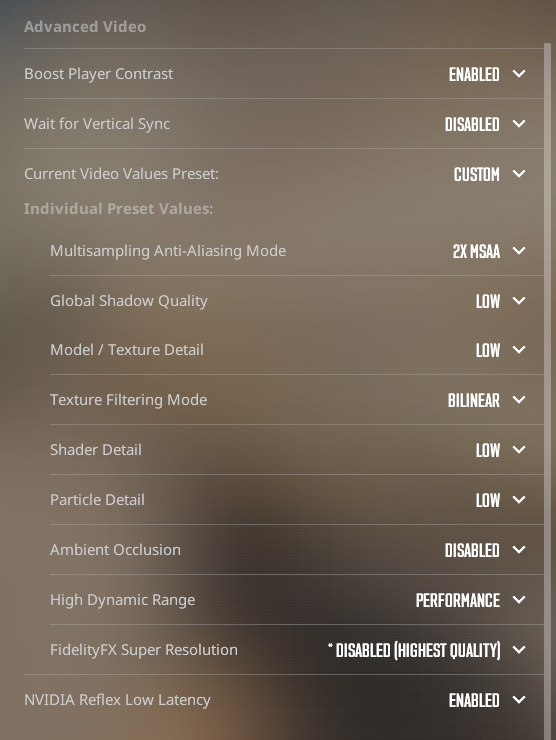 Advanced Video
Boost Player Contrast ENABLED
Wait for Vertical Sync DISABLED
Current Video Values Preset: CUSTOM
Individual Preset Values:
Multisampling Anti-Aliasing Mode 2X MSAA
Global Shadow Quality LOW
Model / Texture Detail LOW
Texture Filtering Mode BILINEAR
Shader Detail LOW
Particle Detail LOW
Ambient Occlusion DISABLED
High Dynamic Range PERFORMANCE
FidelityFX Super Resolution * DISABLED (HIGHEST QUALITY)
NVIDIA Reflex Low Latency ENABLED